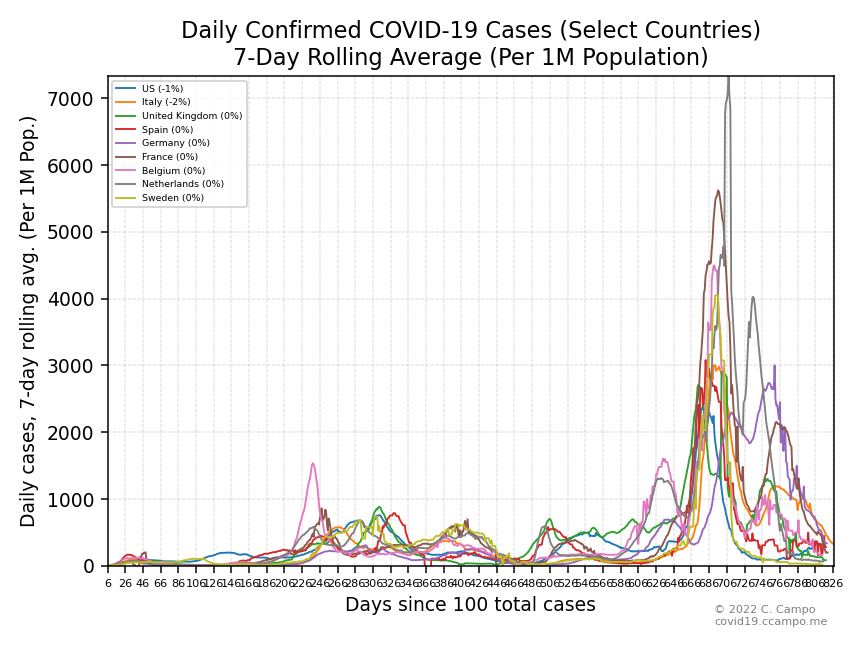 Daily Confirmed COVID-19 Cases (Select Countries)
7-Day Rolling Average (Per 1M Population)
Daily cases, 7-day rolling avg. (Per 1M Pop.)
7000
6000
5000
4000
3000
2000
1000
0
US (-1%)
Italy (-2%)
United Kingdom (0%)
Spain (0%)
Germany (0%)
France (0%)
Belgium (0%)
Netherlands (0%)
Sweden (0%)
6 26 46 66 86 106 126 146 166 186 206 226 246 266 286 306 326 346 366 386 406 426 446 466 486 506 526 546 566 586 606 626 646 666 686 706 726 746 766 786 806 826
Days since 100 total cases
© 2022 C. Campo
covid19.ccampo.me